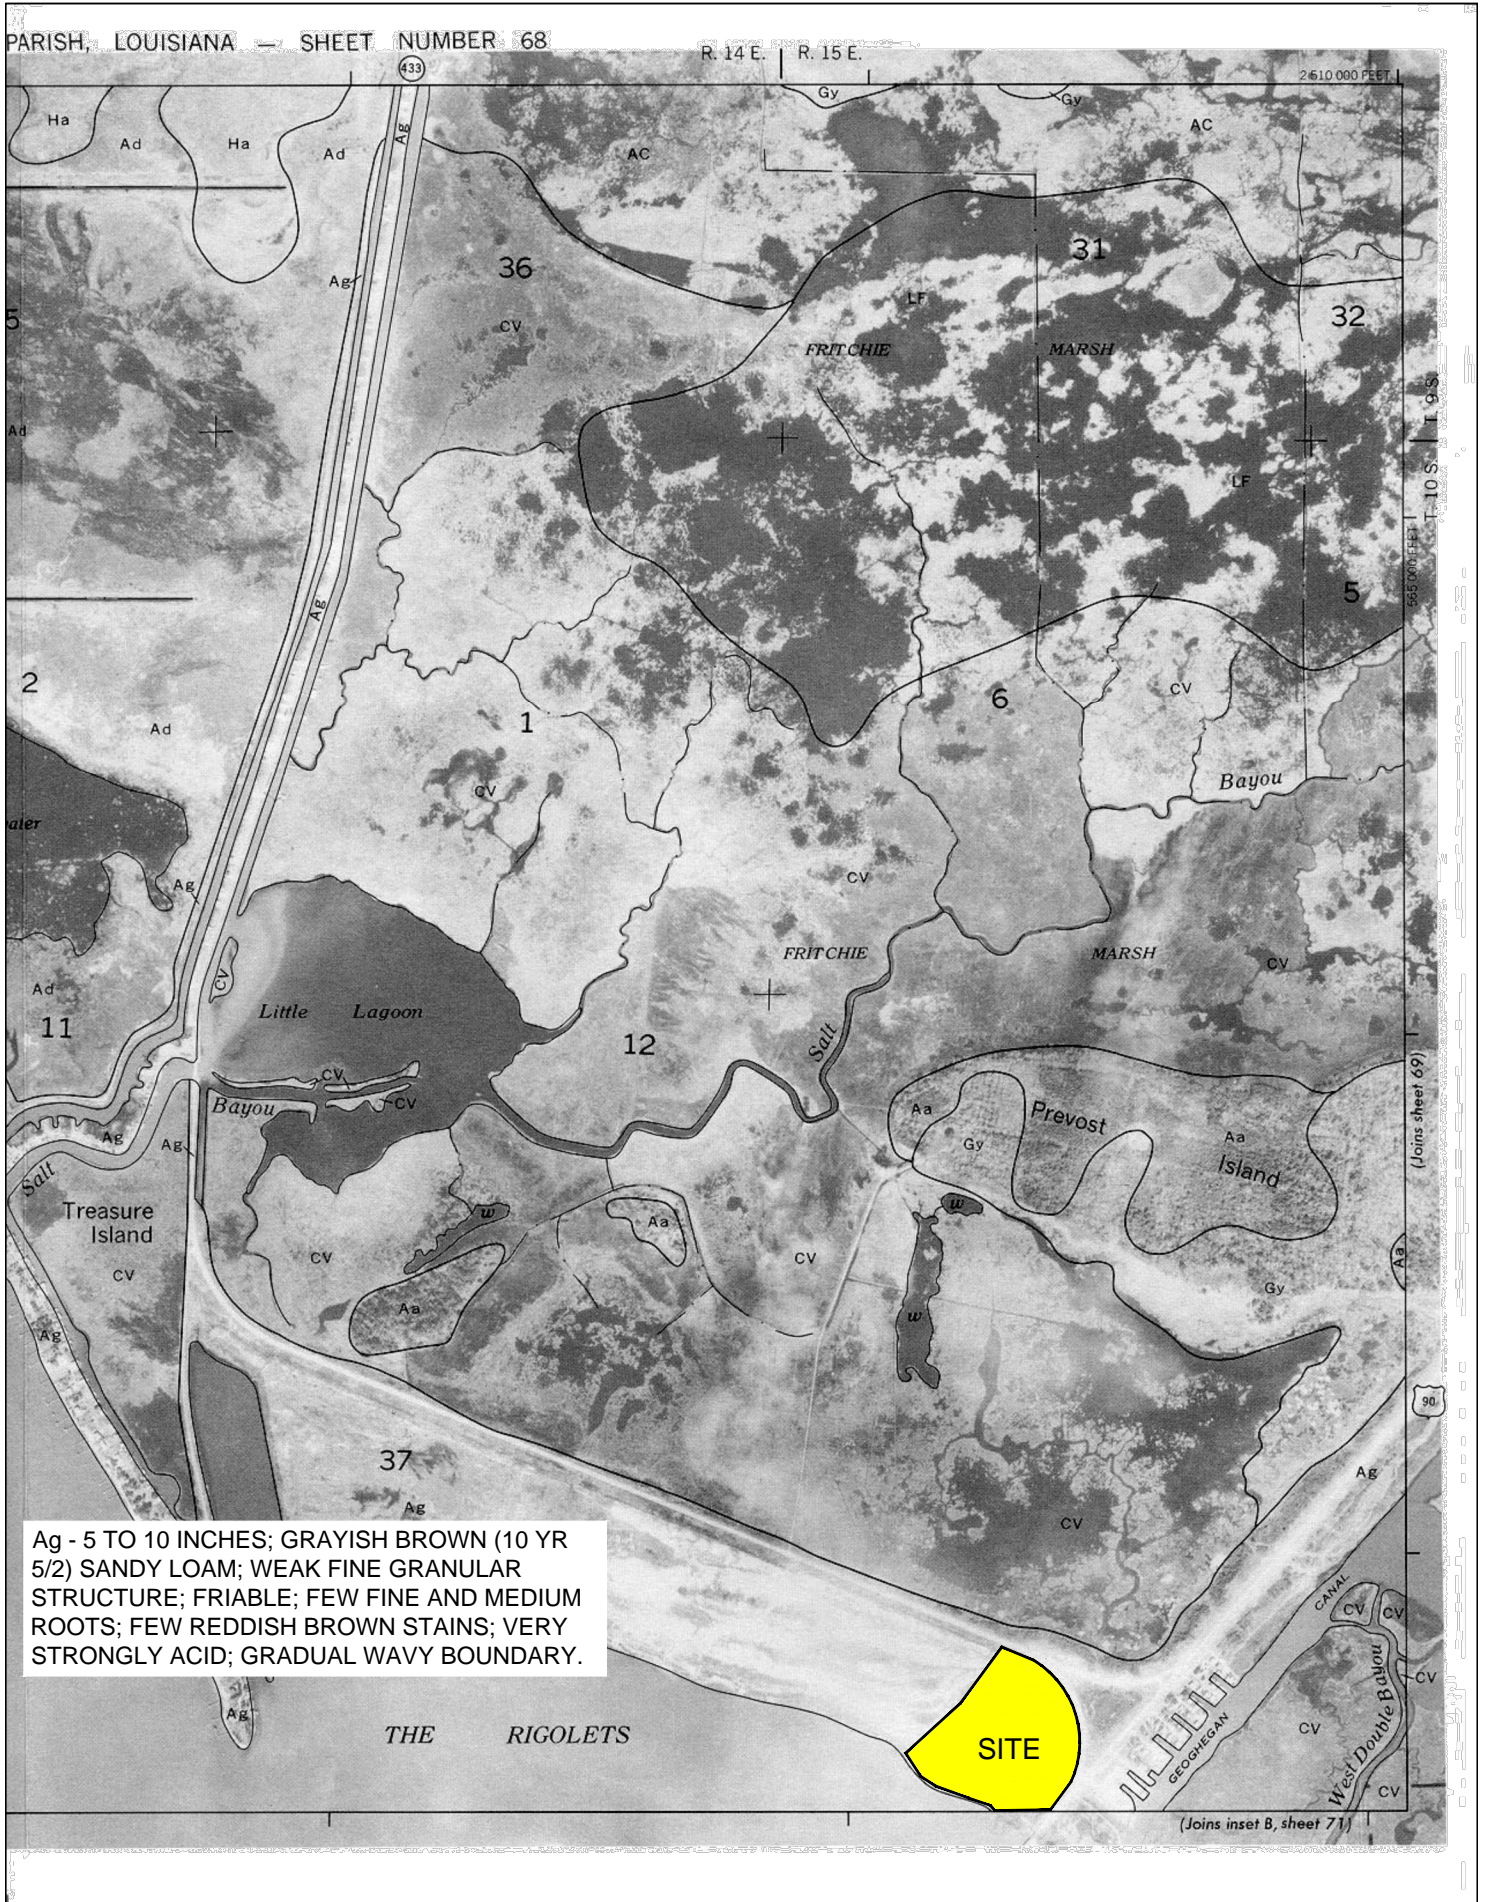 PARISH, LOUISIANA — SHEET NUMBER 68
R. 14 E. R. 15 E.
433
2 510 000 FEET
Gy
Gy
Ha
Ad
Ha
Ad
Ag
AC
AC
36
31
Ag
LF
32
5
CV
FRITCHIE MARSH
T. 9 S.
T. 10 S.
Ad
LF
565 000 FEET
5
Ag
2
CV
6
Ad
1
Bayou
CV
Ag
CV
FRITCHIE MARSH
CV
CV
Ad
11
Little Lagoon
12
Salt
(Joins sheet 69)
CV
CV
Bayou
Aa
Prevost
Ag
Ag
Gy
Aa
Island
Salt
Treasure
Island
w
w
Aa
CV
CV
Aa
CV
Gy
Aa
w
Ag
90
37
Ag
Ag
CV
Ag - 5 TO 10 INCHES; GRAYISH BROWN (10 YR
5/2) SANDY LOAM; WEAK FINE GRANULAR
STRUCTURE; FRIABLE; FEW FINE AND MEDIUM
ROOTS; FEW REDDISH BROWN STAINS; VERY
STRONGLY ACID; GRADUAL WAVY BOUNDARY.
CANAL
CV
CV
CV
Ag
THE RIGOLETS
SITE
GEOGHEGAN
CV
West Double Bayou
CV
(Joins inset B, sheet 71)